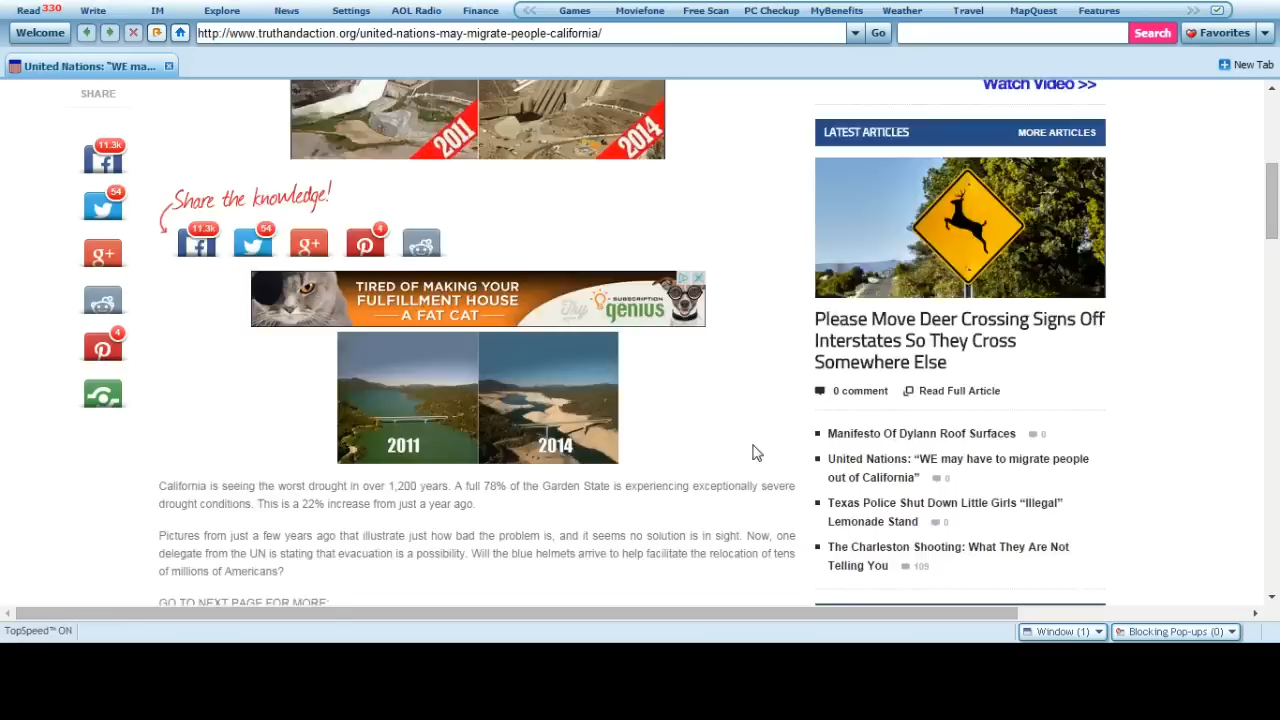 Read 330 Write IM Explore News Settings AOL Radio Finance Games Moviefone Free Scan PC Checkup MyBenefits Weather Travel MapQuest Features
Welcome http://www.truthandaction.org/united-nations-may-migrate-people-california/ Go Search Favorites
United Nations: "WE ma... New Tab
SHARE
11.3k
54
g+
4
2011 2014
Share the knowledge!
11.3k 54 g+ 4
TIRED OF MAKING YOUR
FULFILLMENT HOUSE
A FAT CAT
Try SUBSCRIPTION
genius
2011 2014
California is seeing the worst drought in over 1,200 years. A full 78% of the Garden State is experiencing exceptionally severe
drought conditions. This is a 22% increase from just a year ago.
Pictures from just a few years ago that illustrate just how bad the problem is, and it seems no solution is in sight. Now, one
delegate from the UN is stating that evacuation is a possibility. Will the blue helmets arrive to help facilitate the relocation of tens
of millions of Americans?
GO TO NEXT PAGE FOR MORE:
Watch Video >>
LATEST ARTICLES MORE ARTICLES
Please Move Deer Crossing Signs Off
Interstates So They Cross
Somewhere Else
0 comment Read Full Article
Manifesto Of Dylann Roof Surfaces 0
United Nations: “WE may have to migrate people
out of California” 0
Texas Police Shut Down Little Girls “Illegal”
Lemonade Stand 0
The Charleston Shooting: What They Are Not
Telling You 109
TopSpeed™ ON Window (1) Blocking Pop-ups (0)